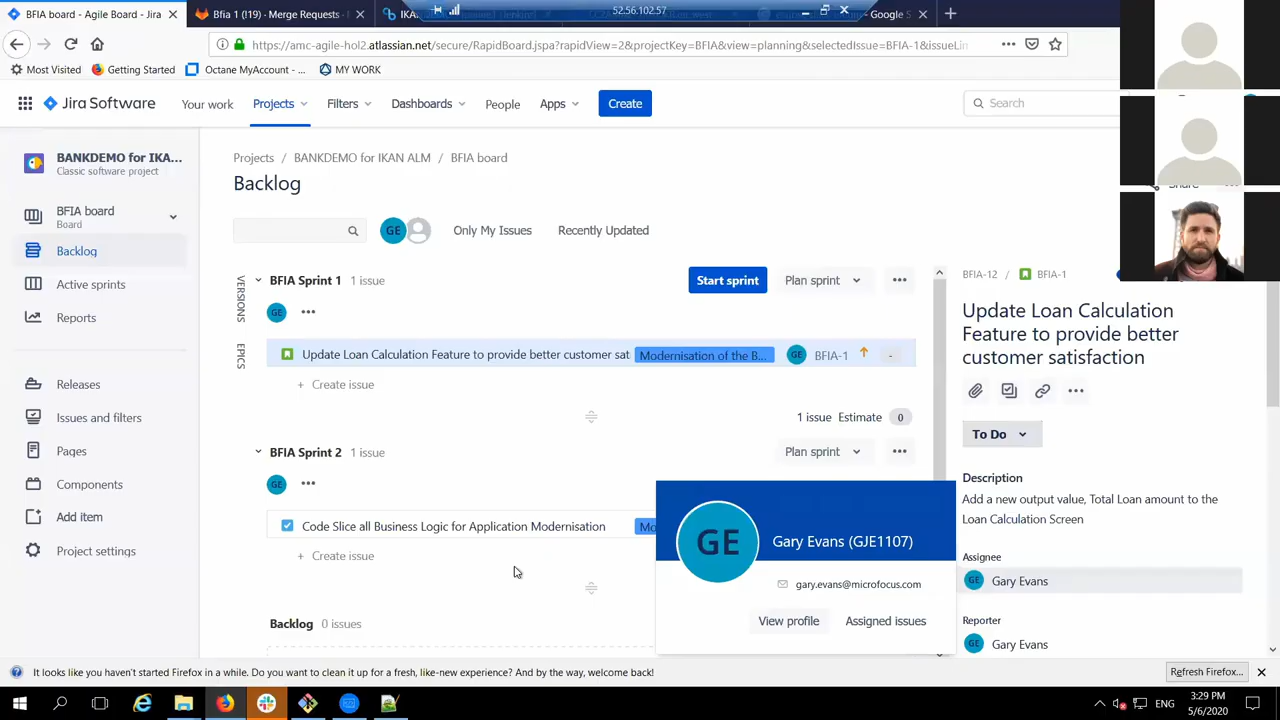 BFIA board - Agile Board - Jira
Bfia 1 (!19) - Merge Requests -
52.56.102.57
Google S
https://amc-agile-hol2.atlassian.net/secure/RapidBoard.jspa?rapidView=2&projectKey=BFIA&view=planning&selectedIssue=BFIA-1&issueLi
Most Visited Getting Started Octane MyAccount - ... MY WORK
Jira Software Your work Projects Filters Dashboards People Apps Create Search
BANKDEMO for IKA...
Classic software project
Projects / BANKDEMO for IKAN ALM / BFIA board
Backlog
Share
BFIA board
Board
Backlog
Active sprints
Reports
Releases
Issues and filters
Pages
Components
Add item
Project settings
GE Only My Issues Recently Updated
VERSIONS
EPICS
BFIA Sprint 1 1 issue Start sprint Plan sprint •••
GE •••
Update Loan Calculation Feature to provide better customer sat Modernisation of the B... GE BFIA-1 -
+ Create issue
1 issue Estimate 0
BFIA Sprint 2 1 issue Plan sprint •••
GE •••
Code Slice all Business Logic for Application Modernisation Mo
+ Create issue
Backlog 0 issues
GE Gary Evans (GJE1107)
gary.evans@microfocus.com
View profile Assigned issues
BFIA-12 / BFIA-1
Update Loan Calculation
Feature to provide better
customer satisfaction
To Do
Description
Add a new output value, Total Loan amount to the
Loan Calculation Screen
Assignee
GE Gary Evans
Reporter
GE Gary Evans
It looks like you haven't started Firefox in a while. Do you want to clean it up for a fresh, like-new experience? And by the way, welcome back! Refresh Firefox...
ENG
3:29 PM
5/6/2020